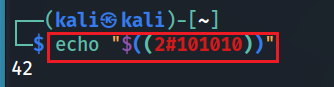 ┌──(kali㉿kali)-[~]
└─$ echo "$((2#101010))"
42